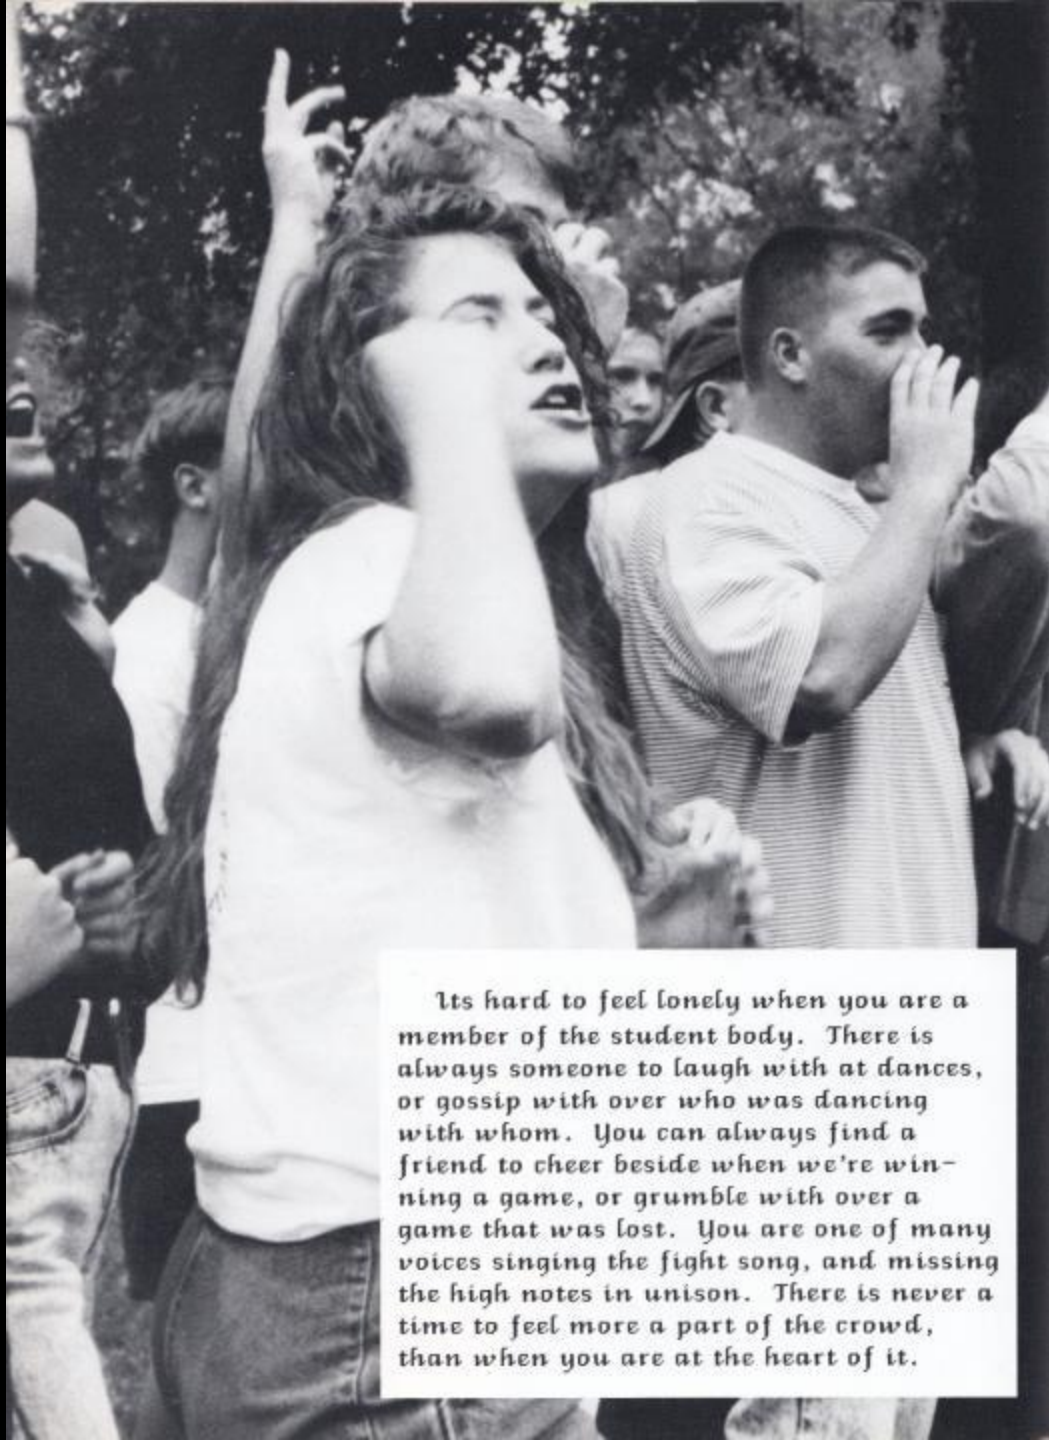 Its hard to feel lonely when you are a
member of the student body. There is
always someone to laugh with at dances,
or gossip with over who was dancing
with whom. You can always find a
friend to cheer beside when we're win-
ning a game, or grumble with over a
game that was lost. You are one of many
voices singing the fight song, and missing
the high notes in unison. There is never a
time to feel more a part of the crowd,
than when you are at the heart of it.